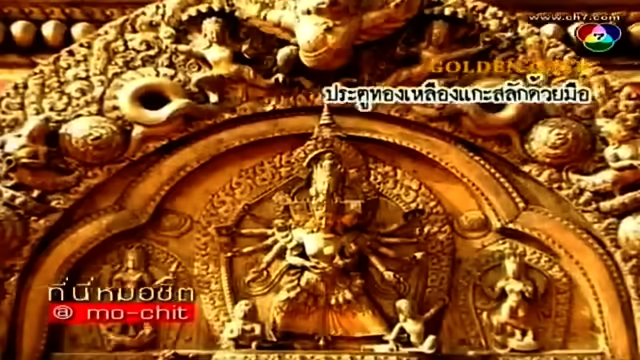 www.ch7.com
7
GOLDEN GATE
ประตูทองเหลืองแกะสลักด้วยมือ
ที่นี่หมอชิต
@ mo-chit